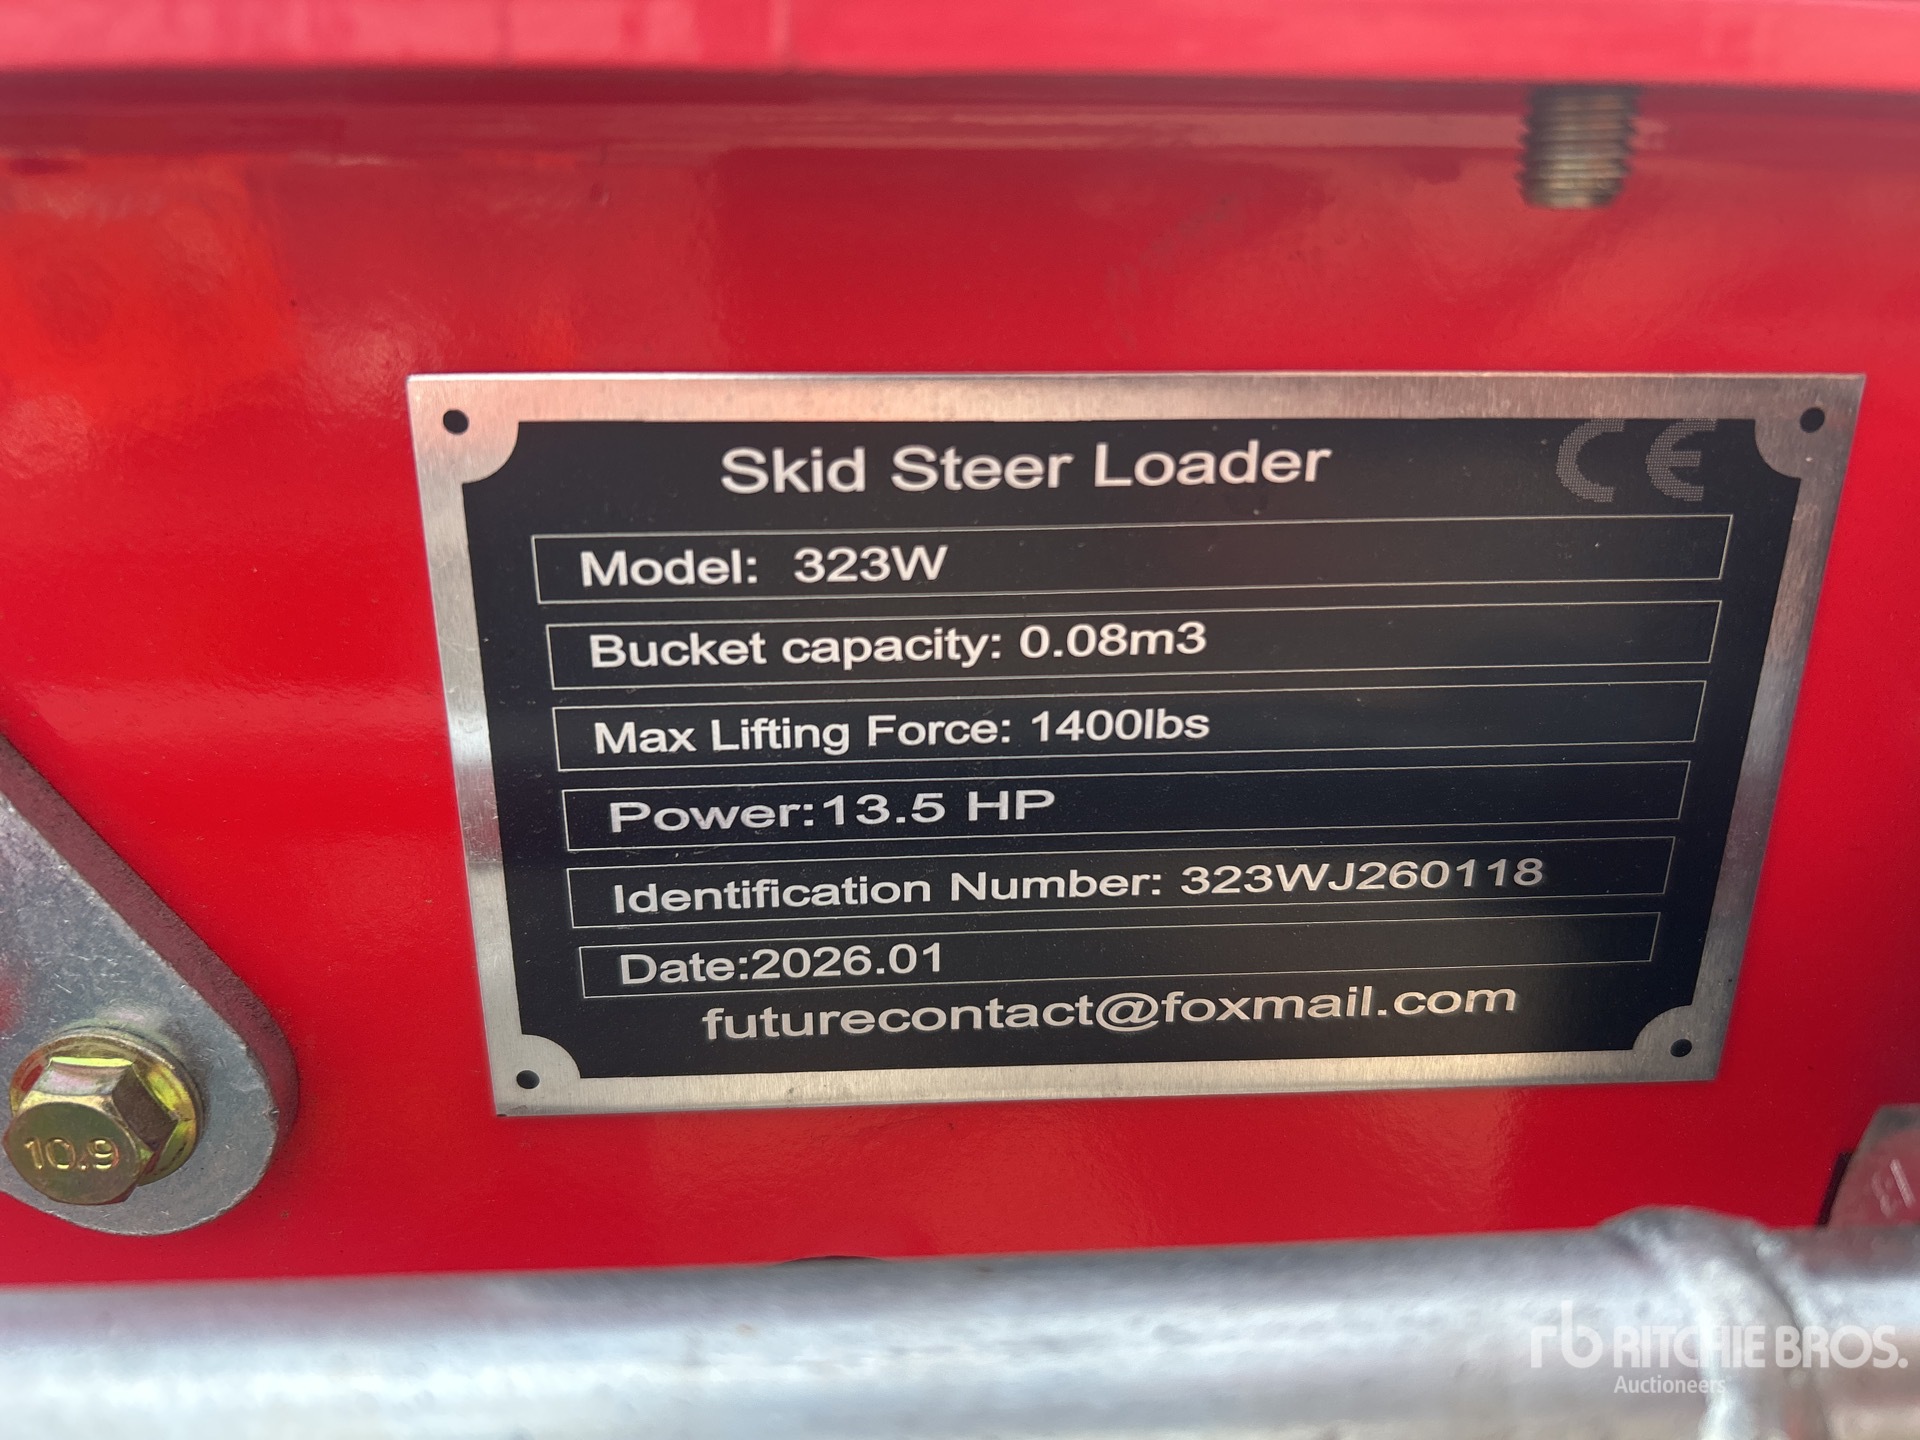 Skid Steer Loader CE
Model: 323W
Bucket capacity: 0.08m3
Max Lifting Force: 1400lbs
Power:13.5 HP
Identification Number: 323WJ260118
Date:2026.01
futurecontact@foxmail.com
10.9
rb RITCHIE BROS.
Auctioneers